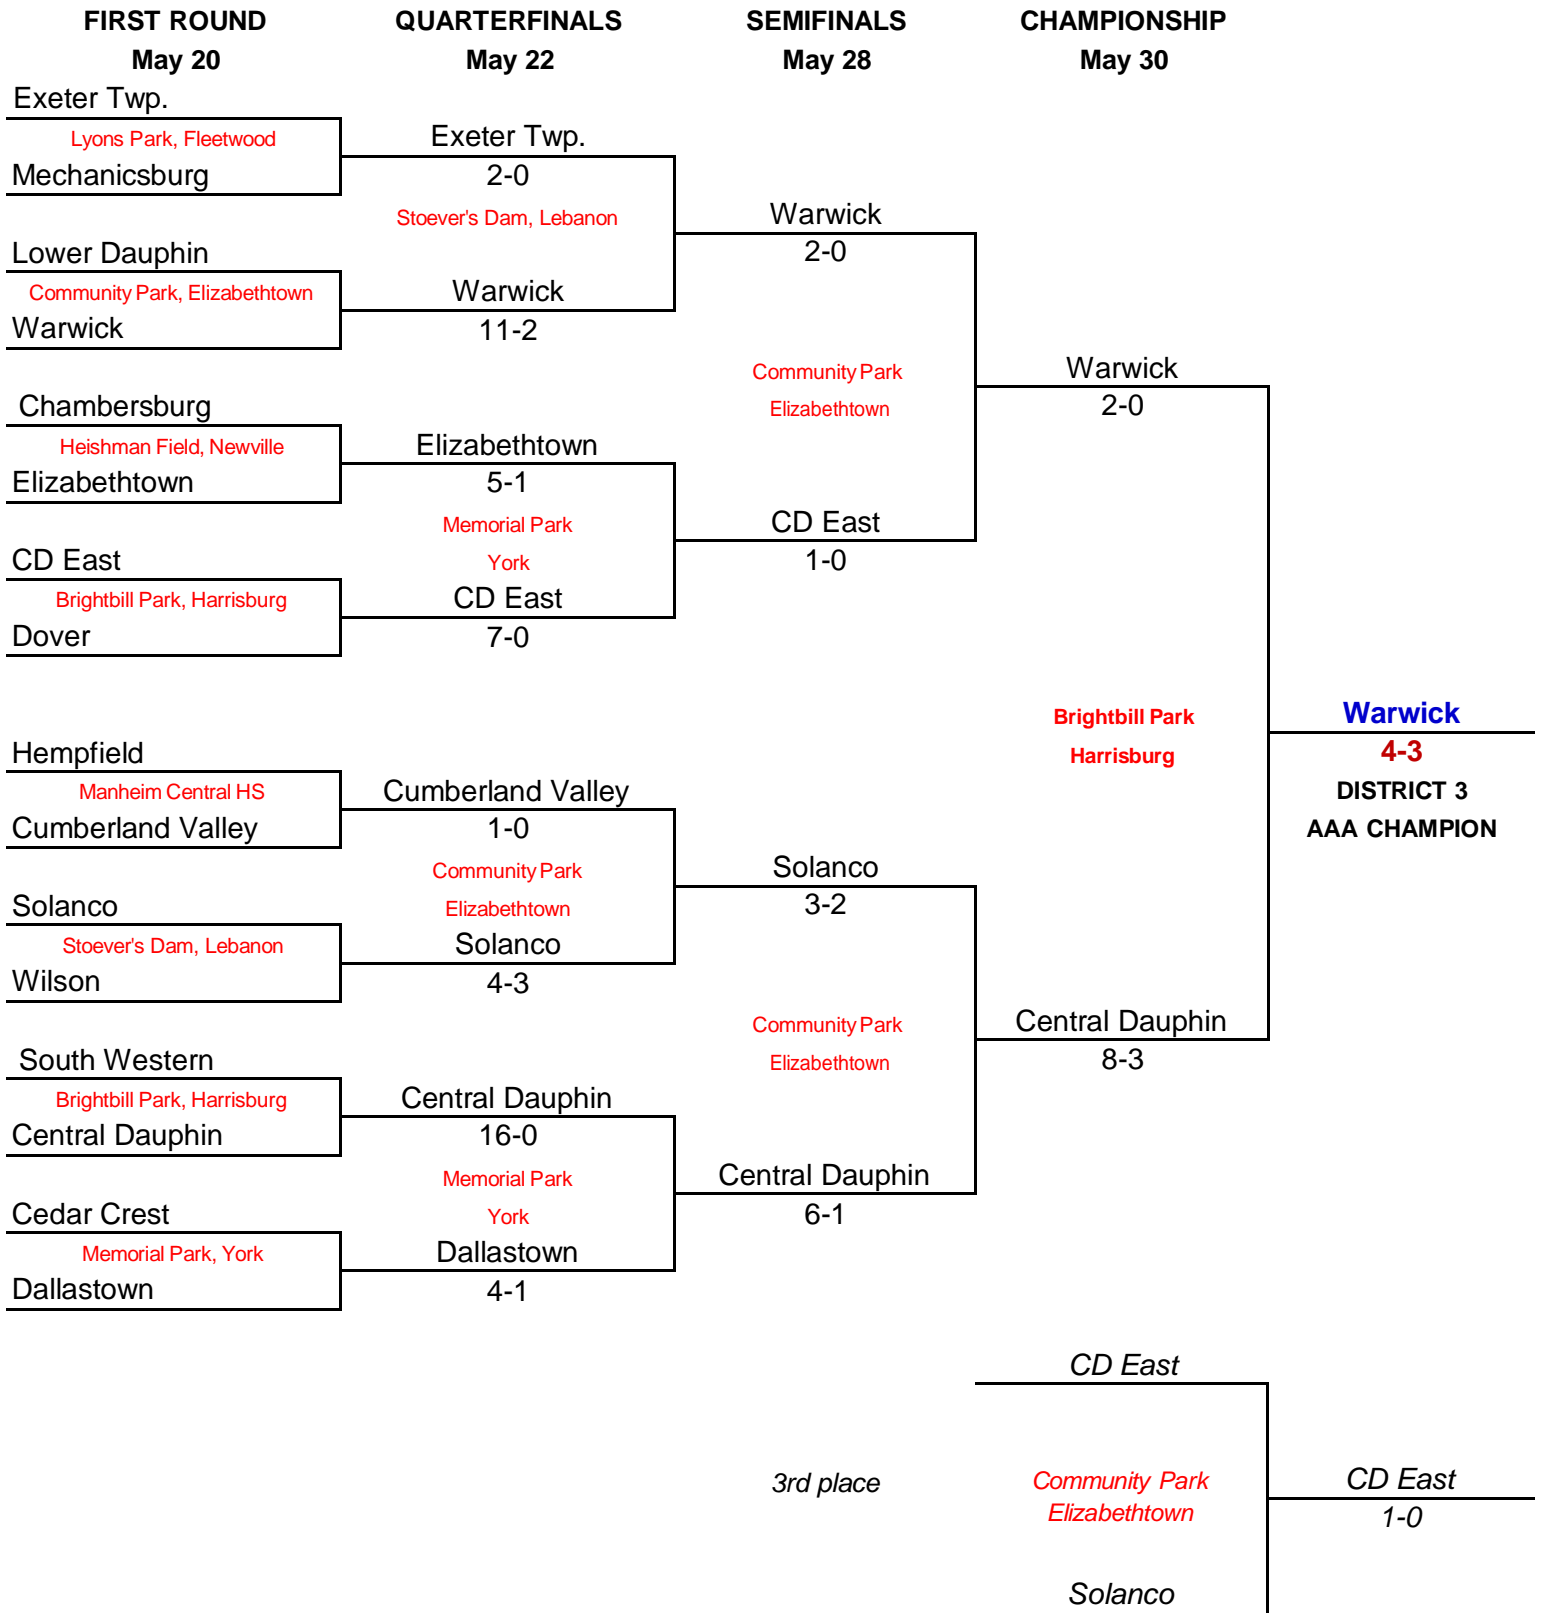 FIRST ROUND QUARTERFINALS SEMIFINALS CHAMPIONSHIP
May 20 May 22 May 28 May 30
Exeter Twp.
Lyons Park, Fleetwood
Mechanicsburg
Exeter Twp.
2-0
Stoever's Dam, Lebanon
Lower Dauphin
Community Park, Elizabethtown
Warwick
Warwick
11-2
Warwick
2-0
Community Park
Elizabethtown
Chambersburg
Heishman Field, Newville
Elizabethtown
Elizabethtown
5-1
Memorial Park
York
CD East
Brightbill Park, Harrisburg
Dover
CD East
7-0
CD East
1-0
Warwick
2-0
Brightbill Park
Harrisburg
Warwick
4-3
DISTRICT 3
AAA CHAMPION
Hempfield
Manheim Central HS
Cumberland Valley
Cumberland Valley
1-0
Community Park
Elizabethtown
Solanco
Stoever's Dam, Lebanon
Wilson
Solanco
4-3
Solanco
3-2
Community Park
Elizabethtown
South Western
Brightbill Park, Harrisburg
Central Dauphin
Central Dauphin
16-0
Memorial Park
York
Cedar Crest
Memorial Park, York
Dallastown
Dallastown
4-1
Central Dauphin
6-1
Central Dauphin
8-3
CD East
3rd place
Community Park
Elizabethtown
CD East
1-0
Solanco